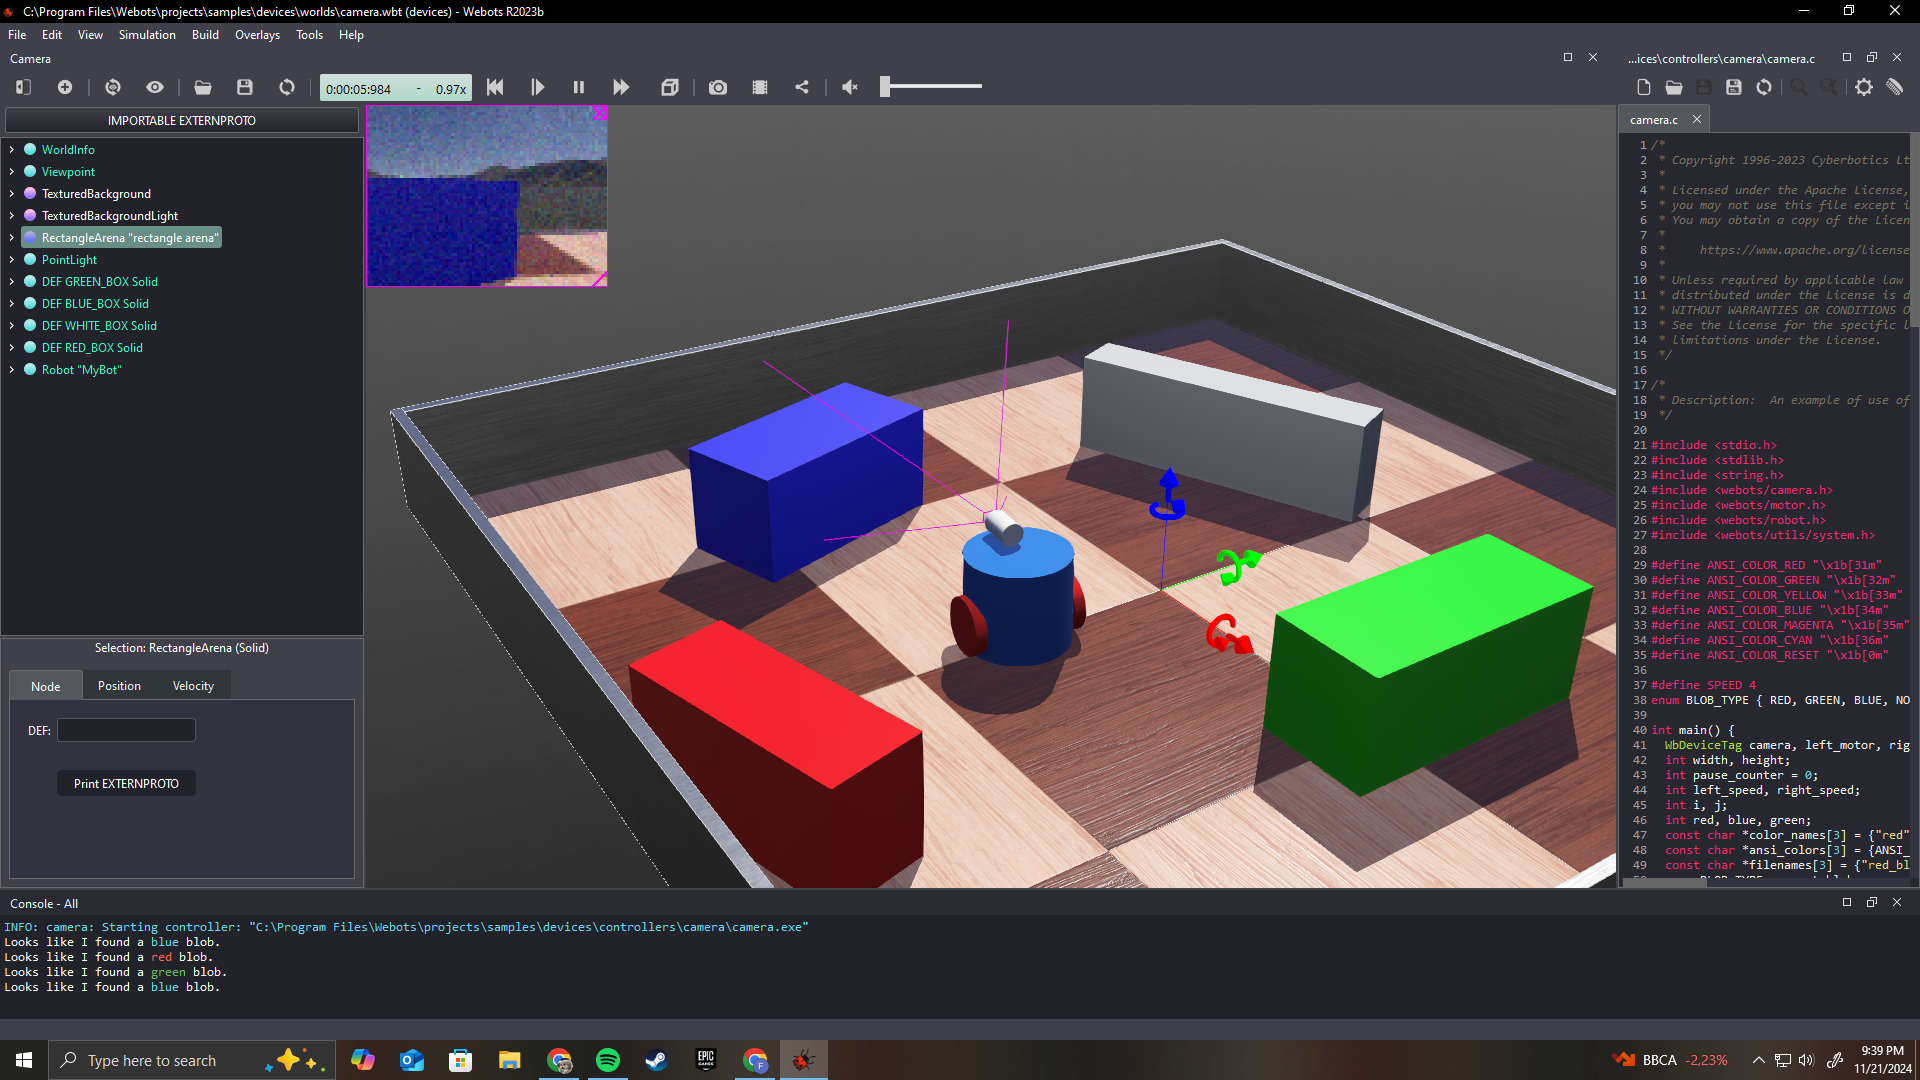 C:\Program Files\Webots\projects\samples\devices\worlds\camera.wbt (devices) - Webots R2023b
File Edit View Simulation Build Overlays Tools Help
Camera
...ices\controllers\camera\camera.c
0:00:05:984 - 0.97x
IMPORTABLE EXTERNPROTO
WorldInfo
Viewpoint
TexturedBackground
TexturedBackgroundLight
RectangleArena "rectangle arena"
PointLight
DEF GREEN_BOX Solid
DEF BLUE_BOX Solid
DEF WHITE_BOX Solid
DEF RED_BOX Solid
Robot "MyBot"
Selection: RectangleArena (Solid)
Node Position Velocity
DEF:
Print EXTERNPROTO
camera.c
1 /*
2 * Copyright 1996-2023 Cyberbotics Lt
3 *
4 * Licensed under the Apache License,
5 * you may not use this file except i
6 * You may obtain a copy of the Licen
7 *
8 * https://www.apache.org/license
9 *
10 * Unless required by applicable law
11 * distributed under the License is d
12 * WITHOUT WARRANTIES OR CONDITIONS O
13 * See the License for the specific l
14 * limitations under the License.
15 */
16
17 /*
18 * Description: An example of use of
19 */
20
21 #include <stdio.h>
22 #include <stdlib.h>
23 #include <string.h>
24 #include <webots/camera.h>
25 #include <webots/motor.h>
26 #include <webots/robot.h>
27 #include <webots/utils/system.h>
28
29 #define ANSI_COLOR_RED "\x1b[31m"
30 #define ANSI_COLOR_GREEN "\x1b[32m"
31 #define ANSI_COLOR_YELLOW "\x1b[33m"
32 #define ANSI_COLOR_BLUE "\x1b[34m"
33 #define ANSI_COLOR_MAGENTA "\x1b[35m"
34 #define ANSI_COLOR_CYAN "\x1b[36m"
35 #define ANSI_COLOR_RESET "\x1b[0m"
36
37 #define SPEED 4
38 enum BLOB_TYPE { RED, GREEN, BLUE, NO
39
40 int main() {
41 WbDeviceTag camera, left_motor, rig
42 int width, height;
43 int pause_counter = 0;
44 int left_speed, right_speed;
45 int i, j;
46 int red, blue, green;
47 const char *color_names[3] = {"red"
48 const char *ansi_colors[3] = {ANSI_
49 const char *filenames[3] = {"red_bl
Console - All
INFO: camera: Starting controller: "C:\Program Files\Webots\projects\samples\devices\controllers\camera\camera.exe"
Looks like I found a blue blob.
Looks like I found a red blob.
Looks like I found a green blob.
Looks like I found a blue blob.
Type here to search
EPIC
GAMES
BBCA -2,23%
9:39 PM
11/21/2024